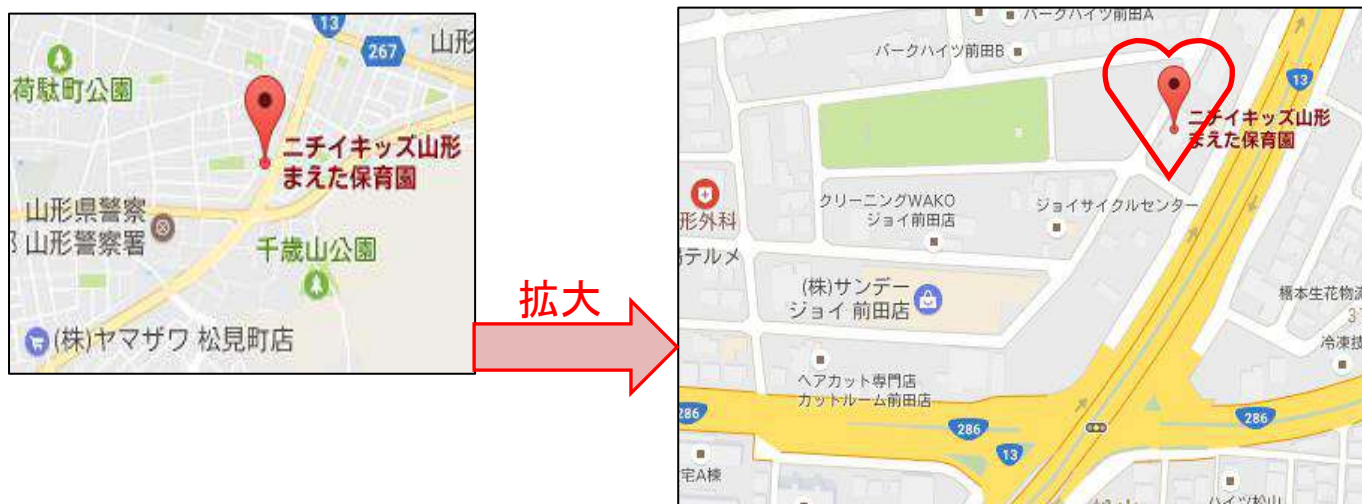 13
267
山形
荷駄町公園
ニチイキッズ山形
まえた保育園
山形県警察
山形警察署
千歳山公園
(株)ヤマザワ 松見町店
拡大
パークハイツ前田A
パークハイツ前田B
13
ニチイキッズ山形
まえた保育園
クリーニングWAKO
ジョイ前田店
ジョイサイクルセンター
形外科
テルメ
(株)サンデー
ジョイ 前田店
橋本生花物流
冷凍技
ヘアカット専門店
カットルーム前田店
286
286
286
13
宅A棟
ハイツ松山